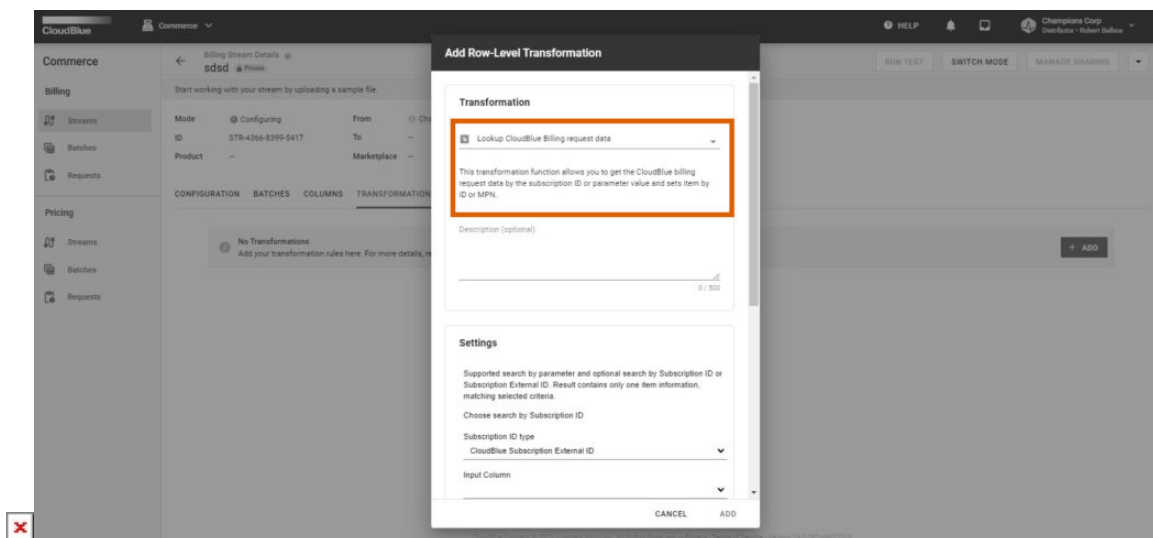 CloudBlue
Commerce
HELP
Champions Corp
Distributor - Robert Balboa
Commerce
Billing Stream Details
sdsd Private
RUN TEST
SWITCH MODE
MANAGE SHARING
Billing
Start working with your stream by uploading a sample file.
Streams
Batches
Requests
Mode
Configuring
From
ID
STR-4366-8399-5417
To
–
Product
–
Marketplace
–
CONFIGURATION
BATCHES
COLUMNS
TRANSFORMATION
Pricing
Streams
Batches
Requests
No Transformations
Add your transformation rules here. For more details,
+ ADD
Add Row-Level Transformation
Transformation
Lookup CloudBlue Billing request data
This transformation function allows you to get the CloudBlue billing
request data by the subscription ID or parameter value and sets item by
ID or MPN.
Description (optional)
0 / 300
Settings
Supported search by parameter and optional search by Subscription ID or
Subscription External ID. Result contains only one item information,
matching selected criteria.
Choose search by Subscription ID
Subscription ID type
CloudBlue Subscription External ID
Input Column
CANCEL
ADD